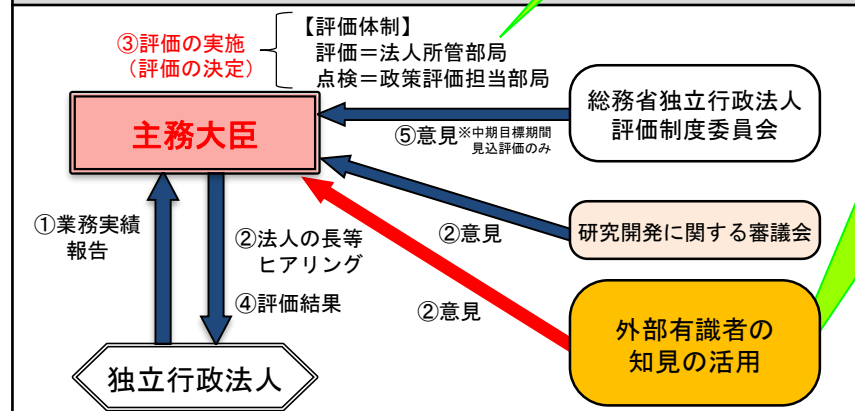 ③評価の実施
（評価の決定）
【評価体制】
評価＝法人所管部局
点検＝政策評価担当部局
主務大臣
⑤意見※中期目標期間
見込評価のみ
総務省独立行政法人
評価制度委員会
①業務実績
報告
②法人の長等
ヒアリング
④評価結果
②意見
研究開発に関する審議会
②意見
外部有識者の
知見の活用
独立行政法人